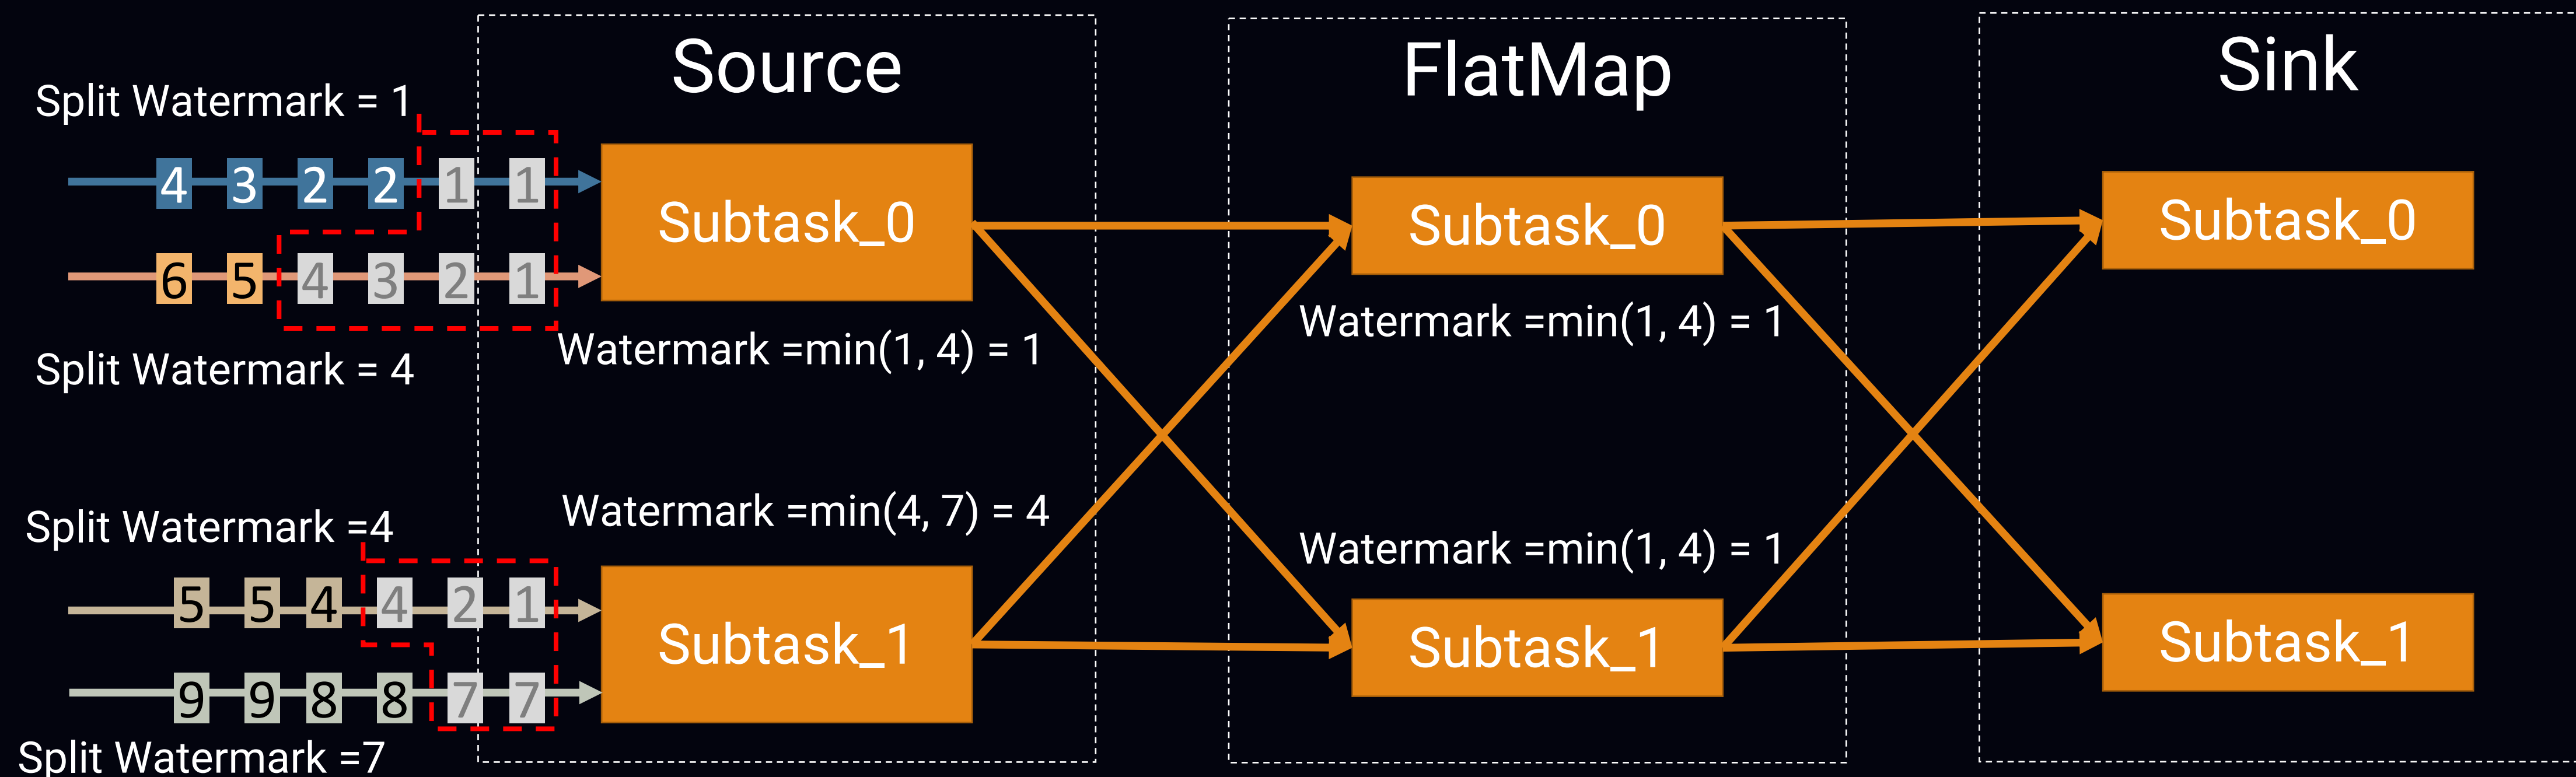 Source
FlatMap
Sink
Split Watermark = 1
4 3 2 2 1 1
Subtask_0
Subtask_0
Subtask_0
6 5 4 3 2 1
Watermark =min(1, 4) = 1
Watermark =min(1, 4) = 1
Split Watermark = 4
Watermark =min(4, 7) = 4
Split Watermark =4
Watermark =min(1, 4) = 1
5 5 4 4 2 1
Subtask_1
Subtask_1
Subtask_1
9 9 8 8 7 7
Split Watermark =7